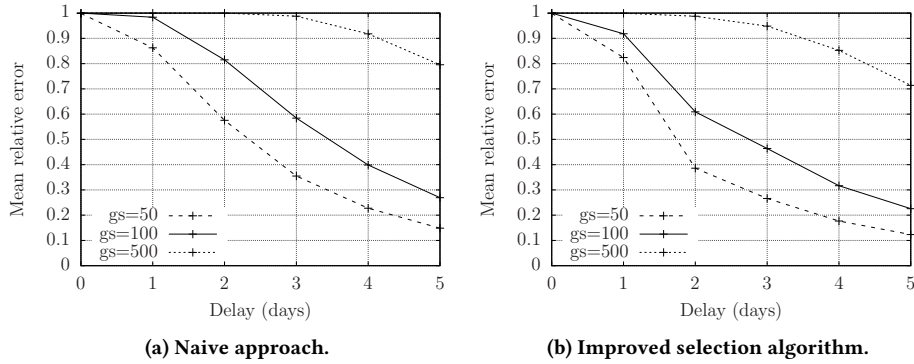 Mean relative error
1
0.9
0.8
0.7
0.6
0.5
0.4
0.3
0.2
0.1
0
gs=50
gs=100
gs=500
0 1 2 3 4 5
Delay (days)
(a) Naive approach.
Mean relative error
1
0.9
0.8
0.7
0.6
0.5
0.4
0.3
0.2
0.1
0
gs=50
gs=100
gs=500
0 1 2 3 4 5
Delay (days)
(b) Improved selection algorithm.